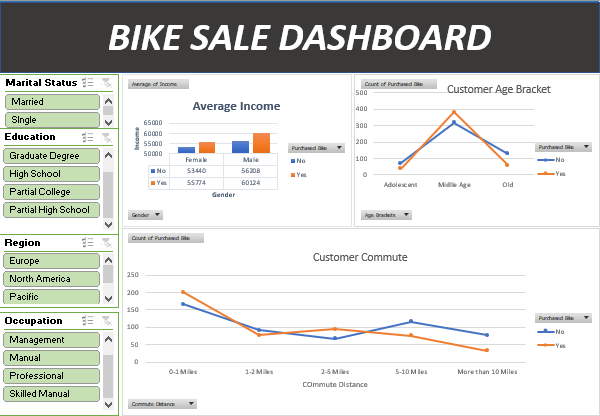 BIKE SALE DASHBOARD
Marital Status
Married
SIngle
Education
Graduate Degree
High School
Partial College
Partial High School
Region
Europe
North America
Pacific
Occupation
Management
Manual
Professional
Skilled Manual
Average of Income
Average Income
Income
65000
60000
55000
50000
Female
Male
No
53440
56208
Yes
55774
60124
Gender
Purchased Bike
No
Yes
Gender
Count of Purchased Bike
Customer Age Bracket
500
400
300
200
100
0
Adolescent
Midlle Age
Old
Purchased Bike
No
Yes
Age Brackets
Count of Purchased Bike
Customer Commute
250
200
150
100
50
0
0-1 Miles
1-2 Miles
2-5 Miles
5-10 Miles
More than 10 Miles
COmmute Distance
Purchased Bike
No
Yes
Commute Distance